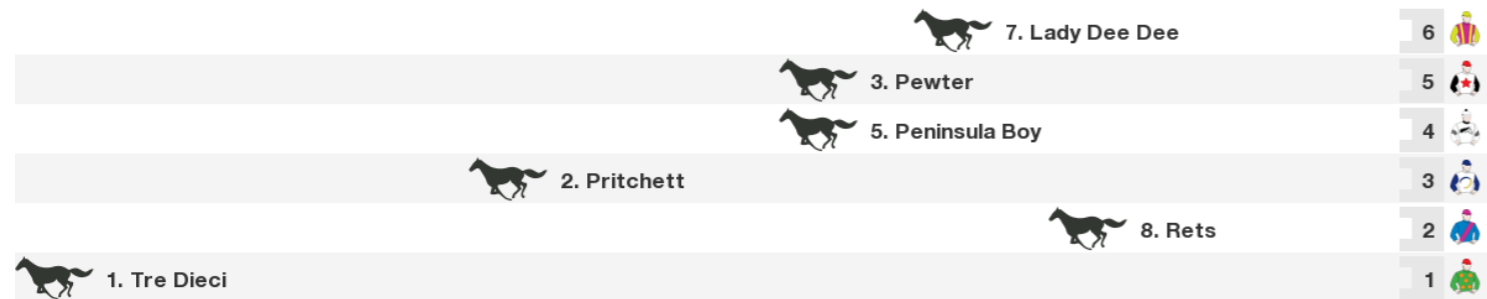 7. Lady Dee Dee 6
3. Pewter 5
5. Peninsula Boy 4
2. Pritchett 3
8. Rets 2
1. Tre Dieci 1